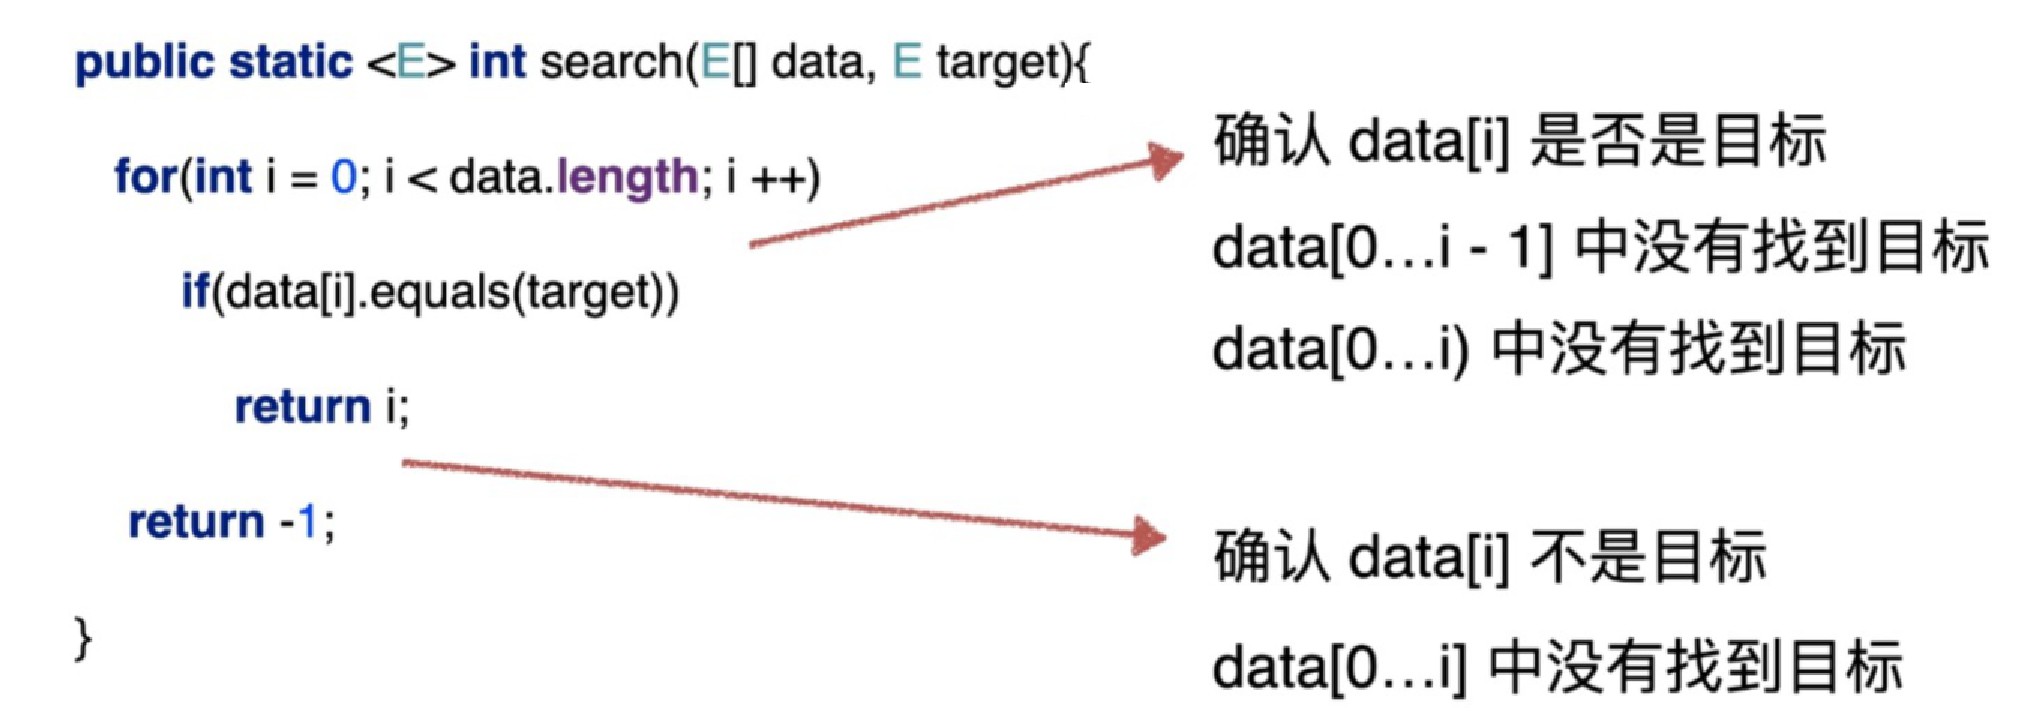 public static <E> int search(E[] data, E target){
for(int i = 0; i < data.length; i ++)
if(data[i].equals(target))
return i;
return -1;
}
确认 data[i] 是否是目标
data[0...i - 1] 中没有找到目标
data[0...i) 中没有找到目标
确认 data[i] 不是目标
data[0...i] 中没有找到目标